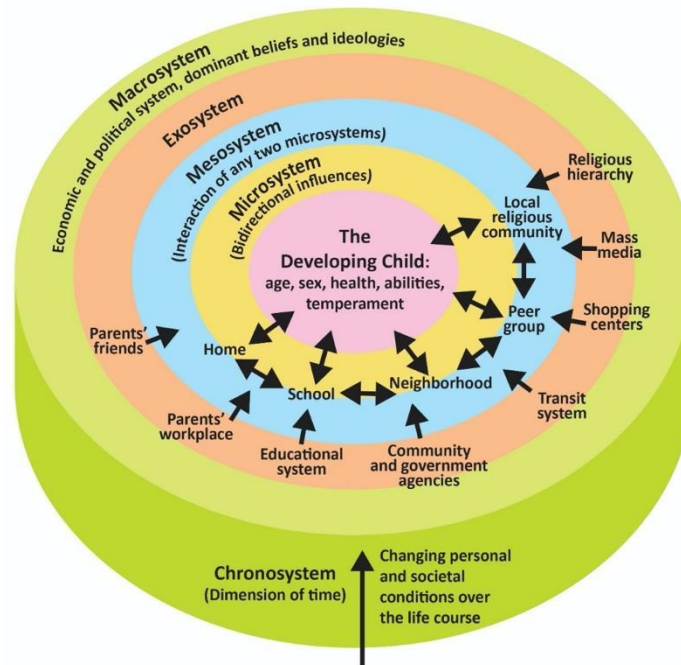 Macrosystem
Economic and political system, dominant beliefs and ideologies
Exosystem
Mesosystem
(Interaction of any two microsystems)
Microsystem
(Bidirectional influences)
The
Developing Child:
age, sex, health, abilities,
temperament
Religious
hierarchy
Local
religious
community
Mass
media
Peer
group
Shopping
centers
Parents'
friends
Home
School
Neighborhood
Transit
system
Parents'
workplace
Educational
system
Community
and government
agencies
Chronosystem
(Dimension of time)
Changing personal
and societal
conditions over
the life course